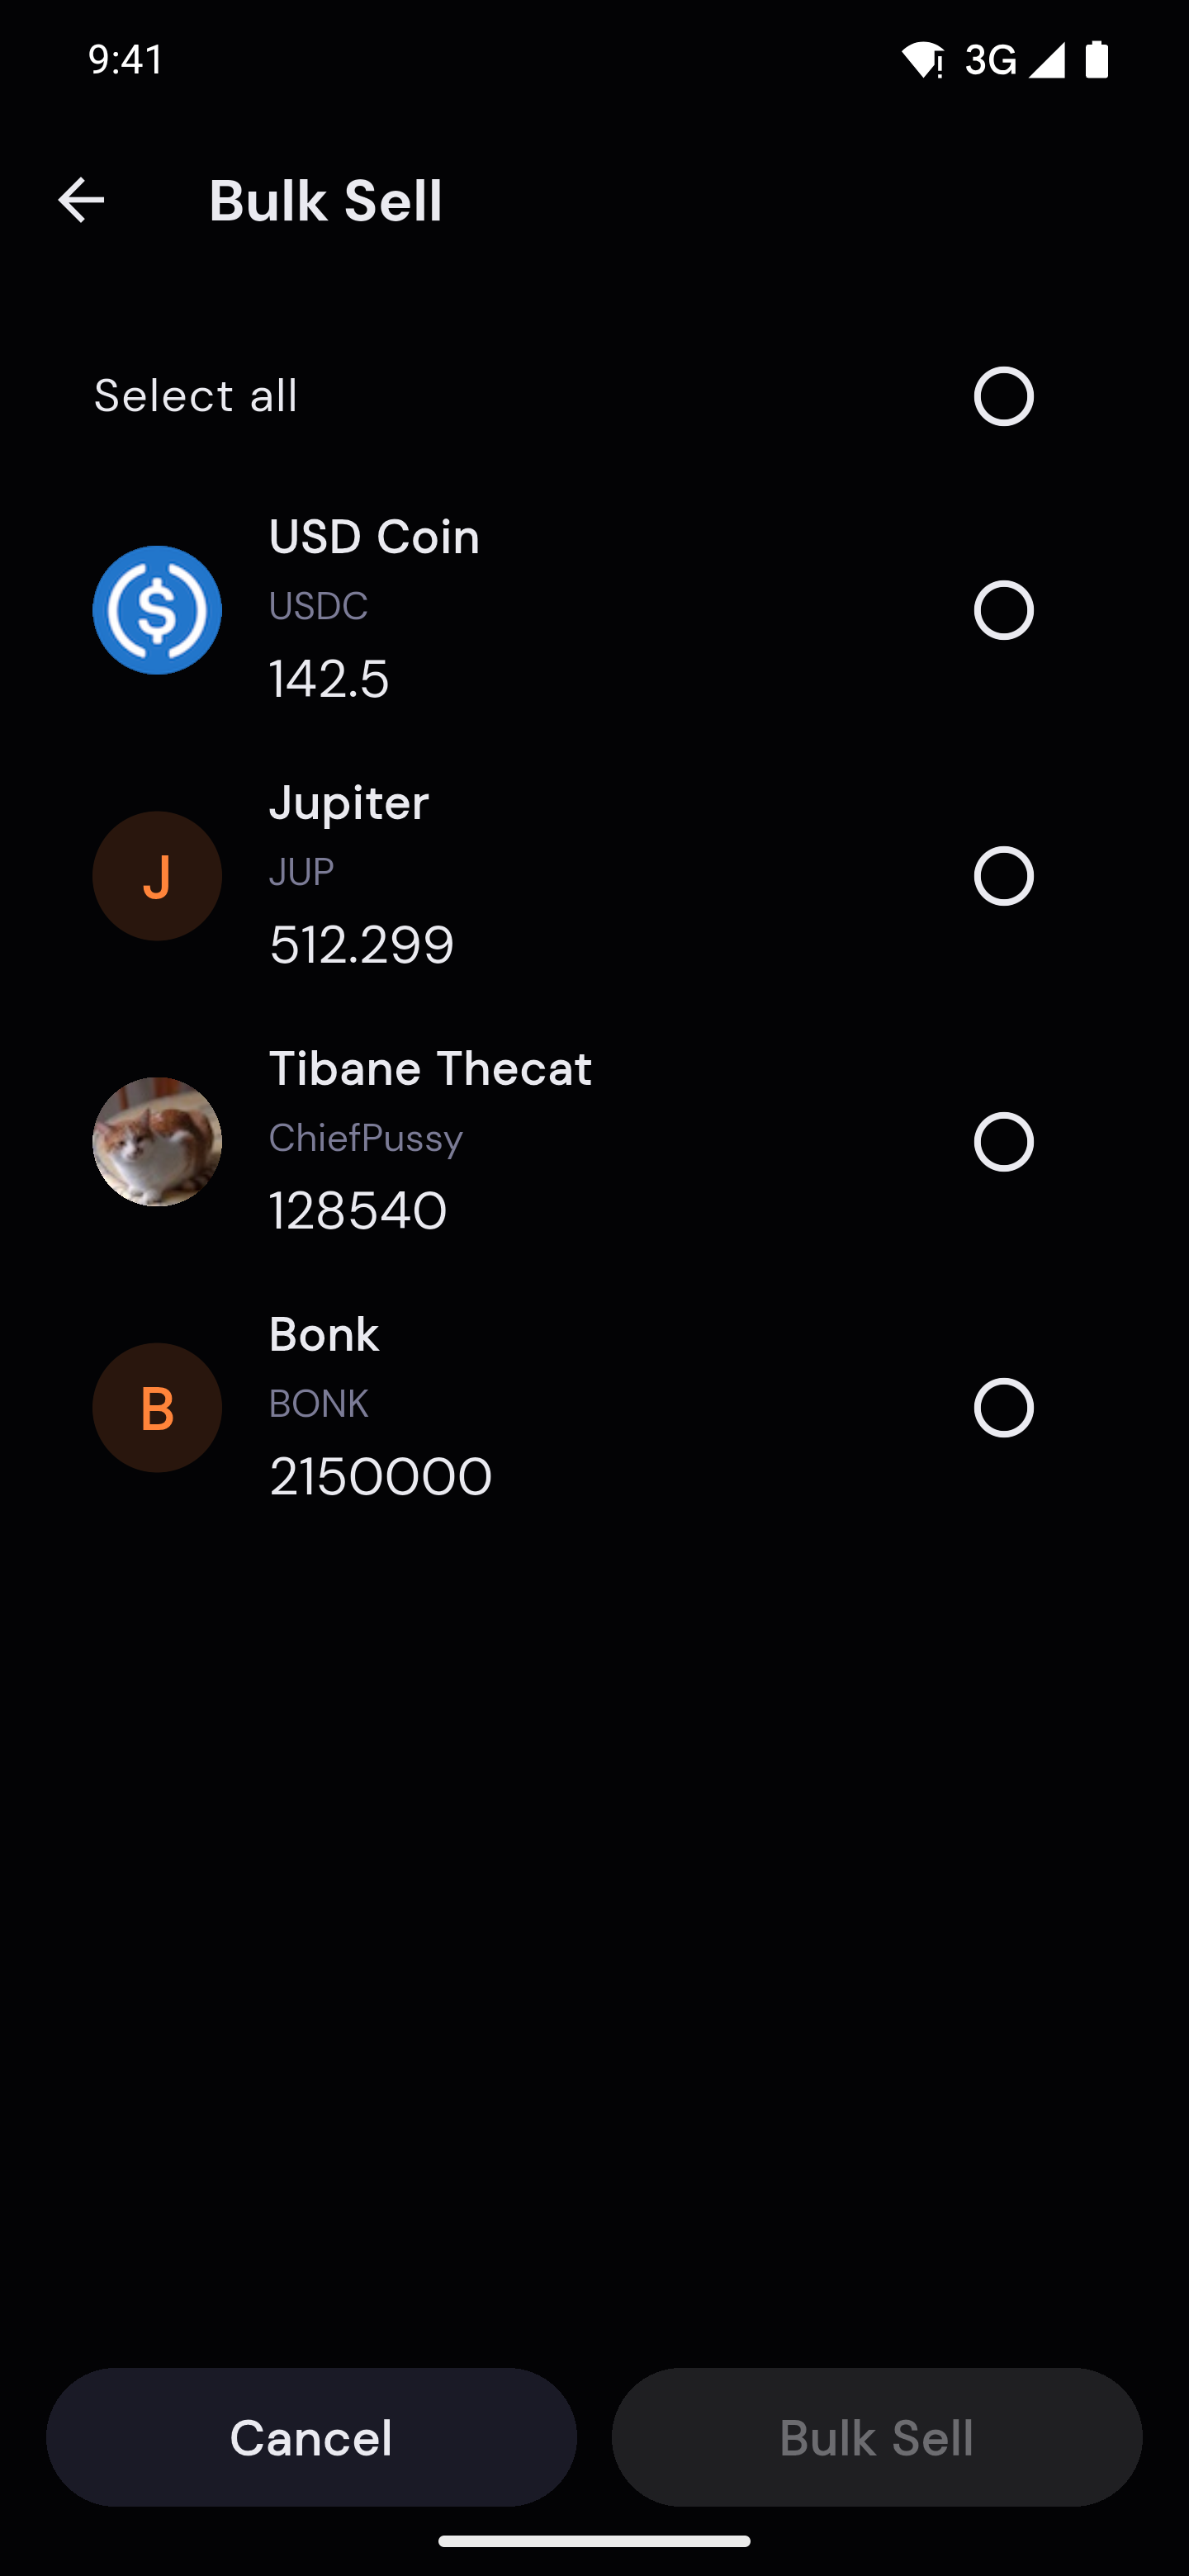 9:41
3G
Bulk Sell
Select all
USD Coin
USDC
142.5
J
Jupiter
JUP
512.299
Tibane Thecat
ChiefPussy
128540
B
Bonk
BONK
2150000
Cancel
Bulk Sell